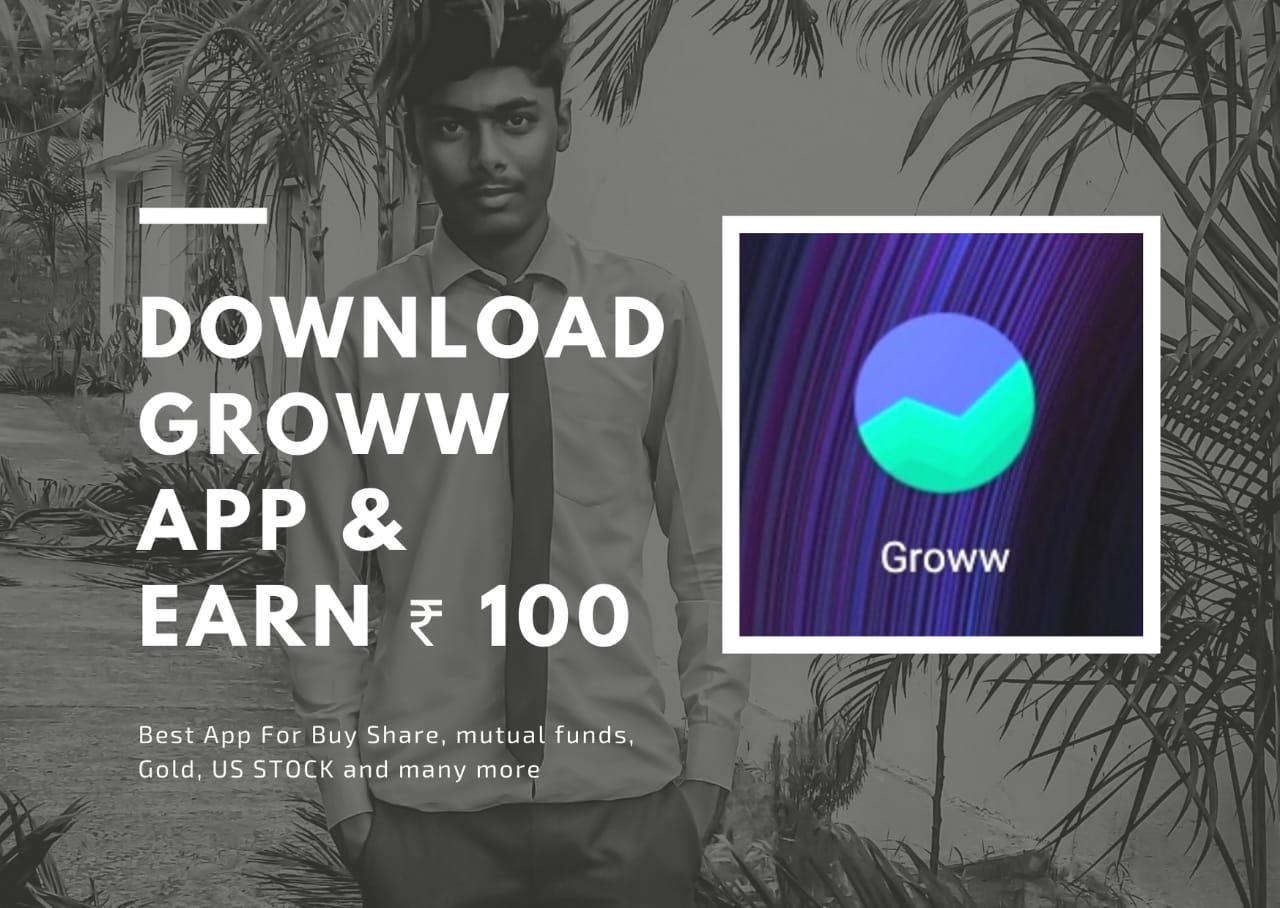 DOWNLOAD
GROWW
APP &
EARN ₹ 100
Best App For Buy Share, mutual funds,
Gold, US STOCK and many more
Groww